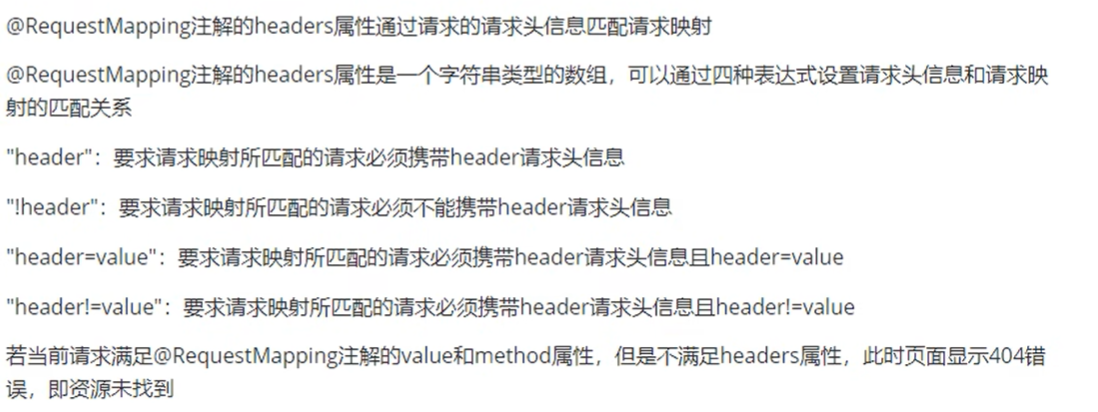 @RequestMapping注解的headers属性通过请求的请求头信息匹配请求映射
@RequestMapping注解的headers属性是一个字符串类型的数组，可以通过四种表达式设置请求头信息和请求映
射的匹配关系
"header"：要求请求映射所匹配的请求必须携带header请求头信息
"!header"：要求请求映射所匹配的请求必须不能携带header请求头信息
"header=value"：要求请求映射所匹配的请求必须携带header请求头信息且header=value
"header!=value"：要求请求映射所匹配的请求必须携带header请求头信息且header!=value
若当前请求满足@RequestMapping注解的value和method属性，但是不满足headers属性，此时页面显示404错
误，即资源未找到